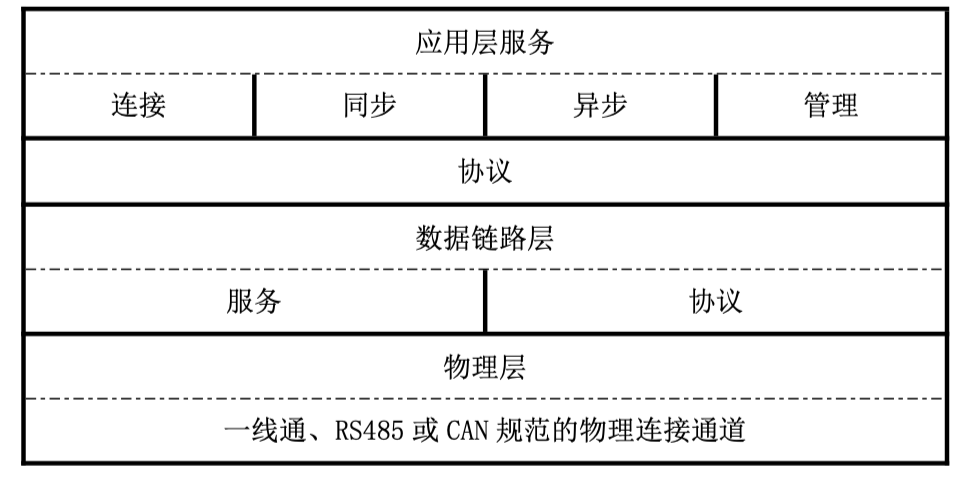 应用层服务
连接 同步 异步 管理
协议
数据链路层
服务 协议
物理层
一线通、RS485 或 CAN 规范的物理连接通道